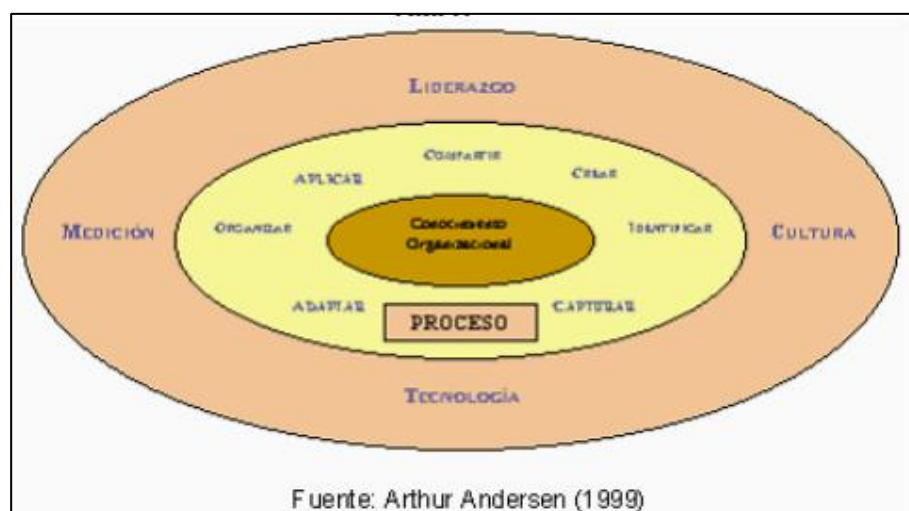 LIDERAZGO
COMPARTIR
APLICAR
CREAR
MEDICIÓN
ORGANIZAR
Conocimiento
Organizacional
IDENTIFICAR
CULTURA
ADAPTAR
PROCESO
CAPTURAR
TECNOLOGÍA
Fuente: Arthur Andersen (1999)